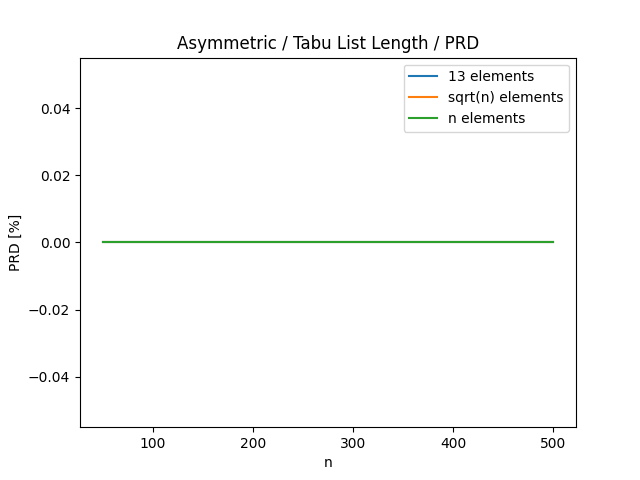 Asymmetric / Tabu List Length / PRD
13 elements
sqrt(n) elements
n elements
PRD [%]
0.04
0.02
0.00
−0.02
−0.04
100 200 300 400 500
n